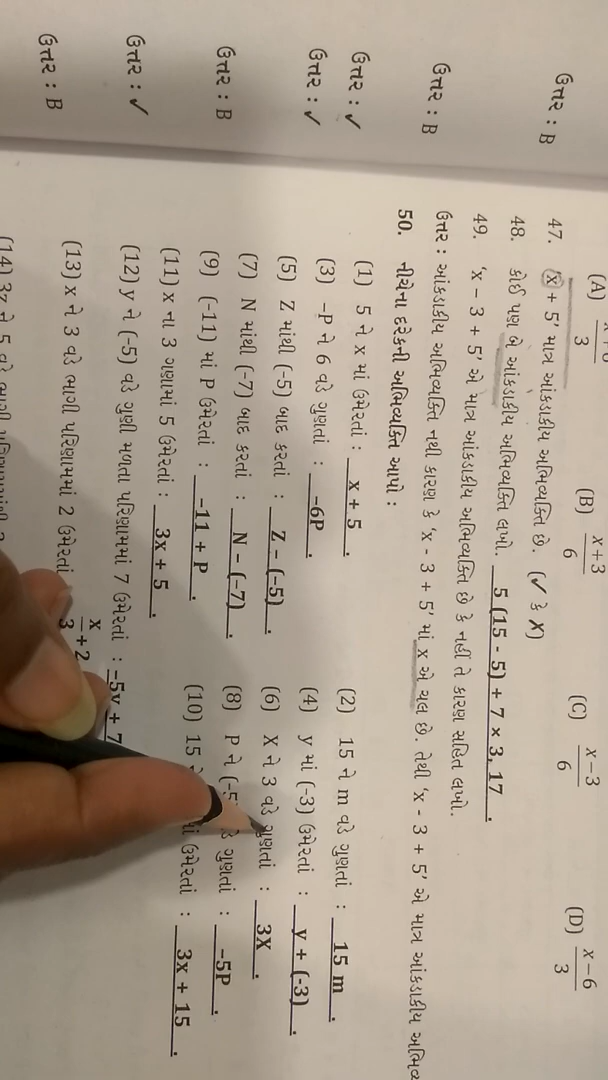 (A) 3 (B) x+3 / 6 (C) x−3 / 6 (D) x−6 / 3
ઉત્તર : B
47. 'x + 5' માત્ર આંકડાકીય અભિવ્યક્તિ છે. (✓ કે X)
48. કોઈ પણ બે આંકડાકીય અભિવ્યક્તિ લખો. 5 (15 - 5) + 7 × 3, 17 .
49. 'x − 3 + 5' એ માત્ર આંકડાકીય અભિવ્યક્તિ છે કે નહીં તે કારણ સહિત લખો.
ઉત્તર : B
ઉત્તર : આંકડાકીય અભિવ્યક્તિ નથી કારણ કે 'x - 3 + 5' માં x એ ચલ છે. તેથી 'x - 3 + 5' એ માત્ર આંકડાકીય
50. નીચેના દરેકની અભિવ્યક્તિ આપો :
ઉત્તર : ✓
(1) 5 ને x માં ઉમેરતાં : x + 5 . (2) 15 ને m વડે ગુણતાં : 15 m .
ઉત્તર : ✓
(3) −P ને 6 વડે ગુણતાં : −6P . (4) y માં (-3) ઉમેરતાં : y + (-3) .
(5) Z માંથી (−5) બાદ કરતાં : Z − (−5) . (6) X ને 3 વડે ગુણતાં : 3X .
ઉત્તર : B
(7) N માંથી (−7) બાદ કરતાં : N − (−7) . (8) P ને ગુણતાં : −5P .
(9) (−11) માં P ઉમેરતાં : −11 + P . (10) 15 ઉમેરતાં : 3x + 15 .
(11) x ના 3 ગણામાં 5 ઉમેરતાં : 3x + 5 .
ઉત્તર : ✓
(12) y ને (−5) વડે ગુણી મળતા પરિણામમાં 7 ઉમેરતાં : −5y + 7
(13) x ને 3 વડે ભાગી પરિણામમાં 2 ઉમેરતાં x / 3 + 2
ઉત્તર : B
(14) 3z ને 5 વડે